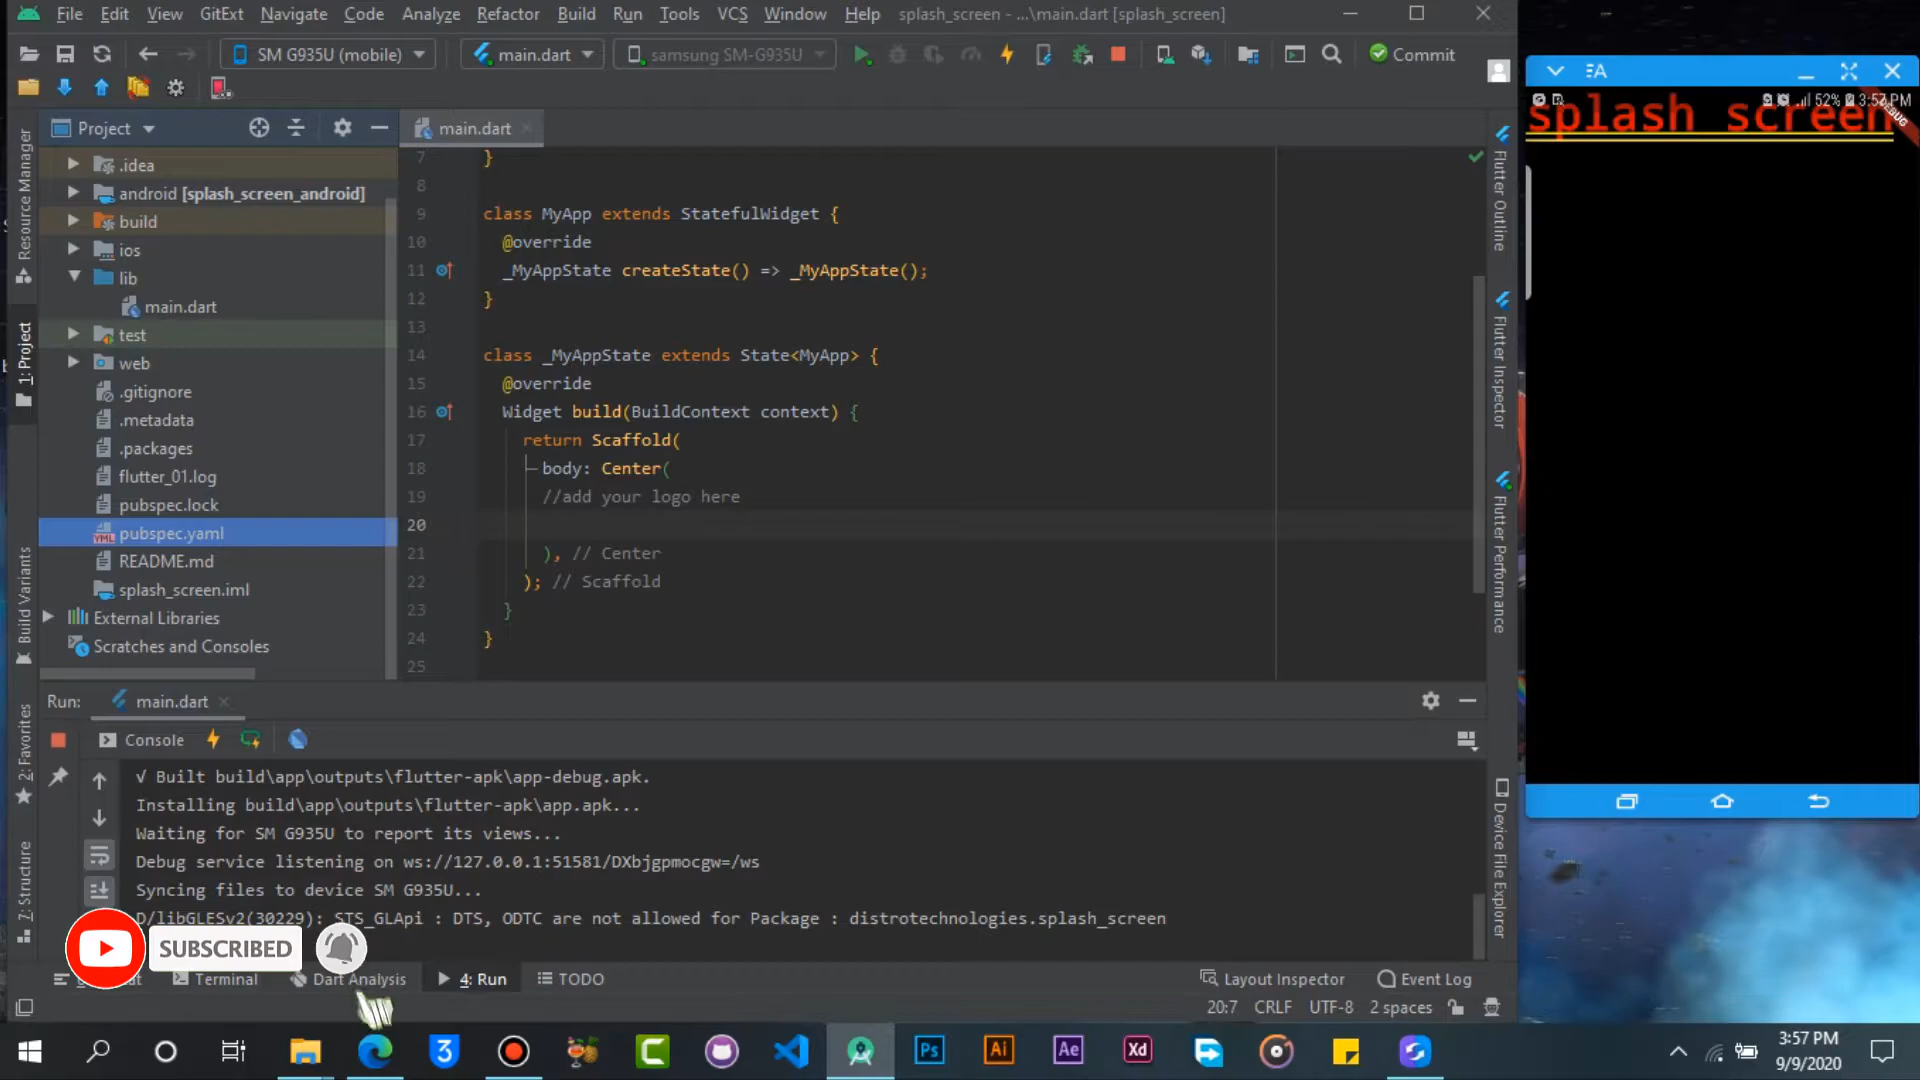 File Edit View GitExt Navigate Code Analyze Refactor Build Run Tools VCS Window Help splash_screen - ...\main.dart [splash_screen]
SM G935U (mobile) main.dart samsung SM-G935U Commit
Project main.dart
.idea
android [splash_screen_android]
build
ios
lib
main.dart
test
web
.gitignore
.metadata
.packages
flutter_01.log
pubspec.lock
pubspec.yaml
README.md
splash_screen.iml
External Libraries
Scratches and Consoles
Resource Manager
1: Project
Build Variants
2: Favorites
7: Structure
7 }
8
9 class MyApp extends StatefulWidget {
10 @override
11 _MyAppState createState() => _MyAppState();
12 }
13
14 class _MyAppState extends State<MyApp> {
15 @override
16 Widget build(BuildContext context) {
17 return Scaffold(
18 body: Center(
19 //add your logo here
20
21 ), // Center
22 ); // Scaffold
23 }
24 }
25
Flutter Outline
Flutter Inspector
Flutter Performance
Device File Explorer
52% 3:57 PM
splash screen
Run: main.dart
Console
√ Built build\app\outputs\flutter-apk\app-debug.apk.
Installing build\app\outputs\flutter-apk\app.apk...
Waiting for SM G935U to report its views...
Debug service listening on ws://127.0.0.1:51581/DXbjgpmocgw=/ws
Syncing files to device SM G935U...
D/libGLESv2(30229): STS_GLApi : DTS, ODTC are not allowed for Package : distrotechnologies.splash_screen
SUBSCRIBED
Terminal Dart Analysis 4: Run TODO Layout Inspector Event Log
20:7 CRLF UTF-8 2 spaces
3 C Ps Ai Ae Xd
3:57 PM
9/9/2020